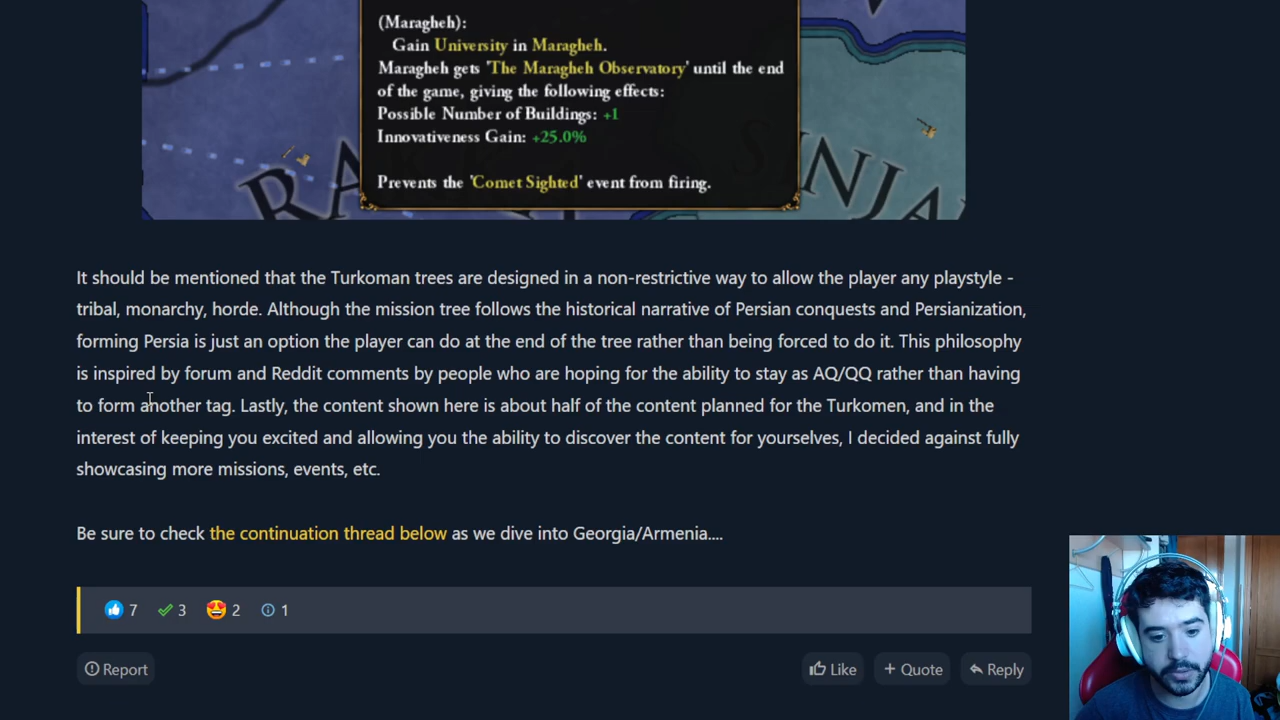 (Maragheh):
Gain University in Maragheh.
Maragheh gets 'The Maragheh Observatory' until the end
of the game, giving the following effects:
Possible Number of Buildings: +1
Innovativeness Gain: +25.0%
Prevents the 'Comet Sighted' event from firing.
It should be mentioned that the Turkoman trees are designed in a non-restrictive way to allow the player any playstyle -
tribal, monarchy, horde. Although the mission tree follows the historical narrative of Persian conquests and Persianization,
forming Persia is just an option the player can do at the end of the tree rather than being forced to do it. This philosophy
is inspired by forum and Reddit comments by people who are hoping for the ability to stay as AQ/QQ rather than having
to form another tag. Lastly, the content shown here is about half of the content planned for the Turkomen, and in the
interest of keeping you excited and allowing you the ability to discover the content for yourselves, I decided against fully
showcasing more missions, events, etc.
Be sure to check the continuation thread below as we dive into Georgia/Armenia....
7 3 2 1
Report Like + Quote Reply